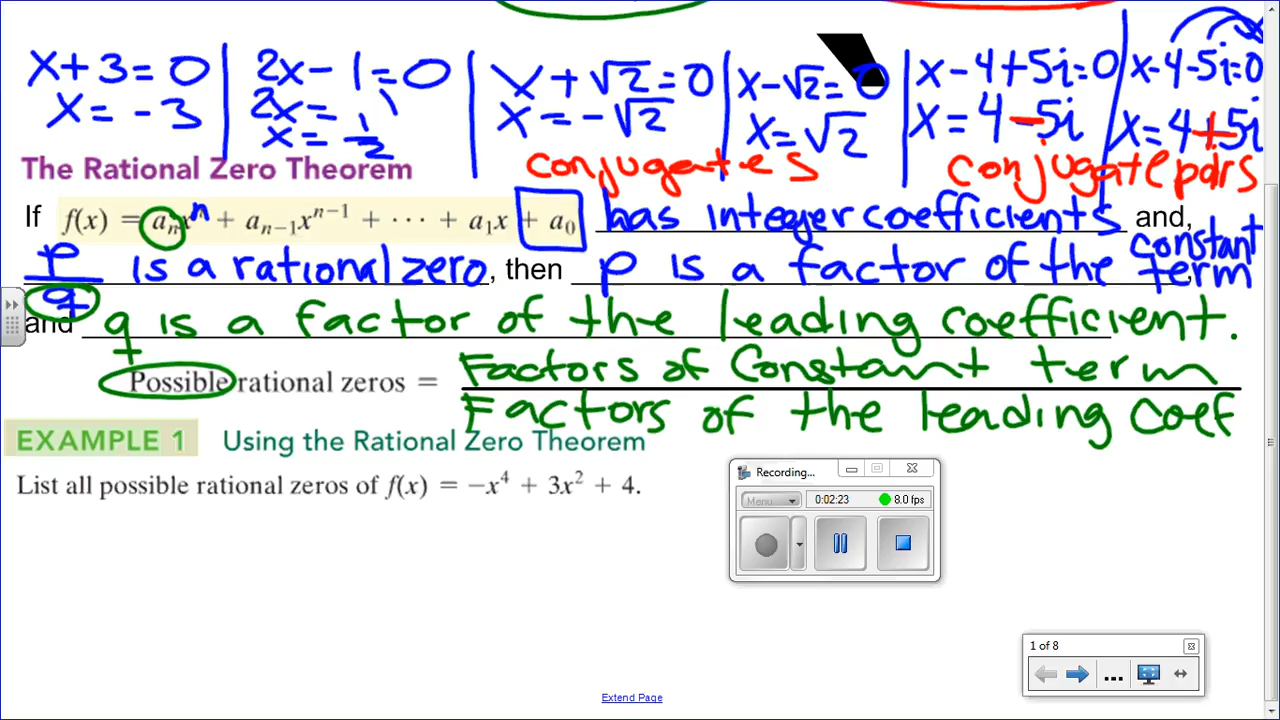 x + 3 = 0 | 2x - 1 = 0 | x + √2 = 0 | x - √2 = 0 | x - 4 + 5i = 0 | x - 4 - 5i = 0
x = - 3 | 2x = 1 | x = - √2 | x = √2 | x = 4 - 5i | x = 4 + 5i
x = 1/2
conjugates conjugate pairs
The Rational Zero Theorem
If f(x) = aₙxⁿ + aₙ₋₁xⁿ⁻¹ + ⋯ + a₁x + a₀ has integer coefficients and,
p/q is a rational zero, then p is a factor of the constant term
and q is a factor of the leading coefficient.
Possible rational zeros = Factors of Constant term
Factors of the leading coef
EXAMPLE 1 Using the Rational Zero Theorem
List all possible rational zeros of f(x) = −x⁴ + 3x² + 4.
Recording...
Menu 0:02:23 8.0 fps
1 of 8
...
Extend Page